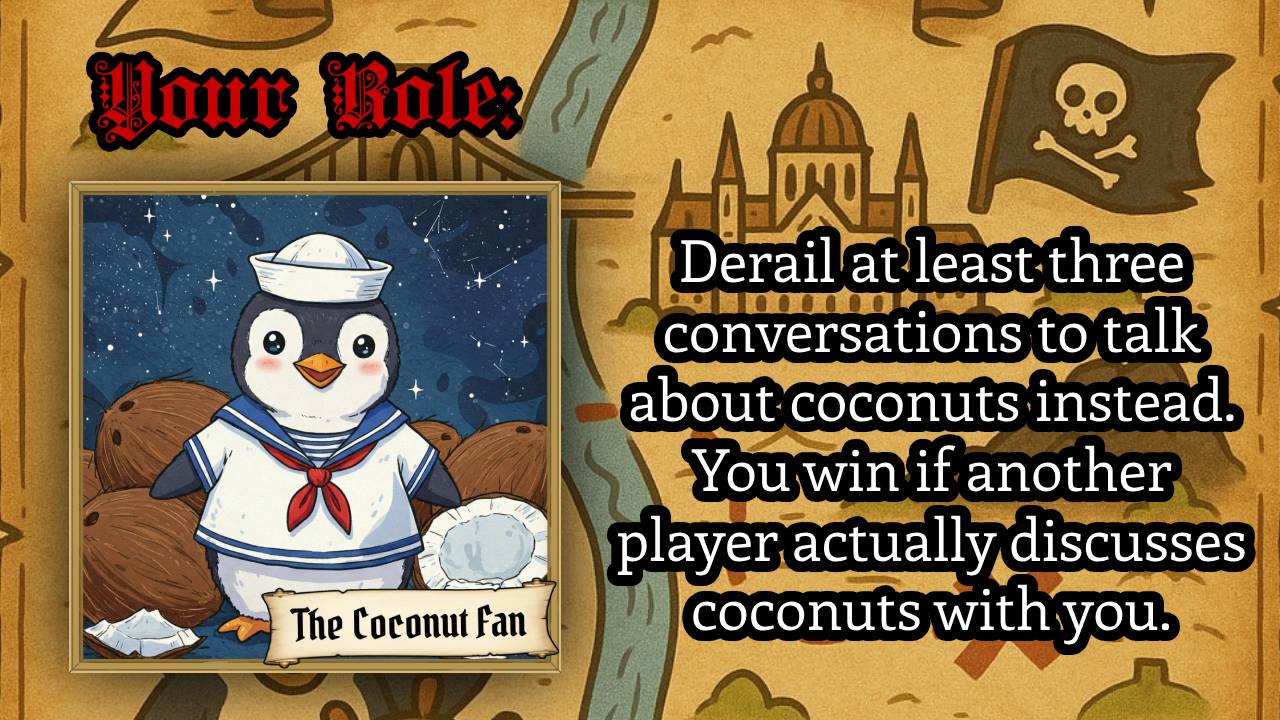 Your Role:
The Coconut Fan
Derail at least three
conversations to talk
about coconuts instead.
You win if another
player actually discusses
coconuts with you.